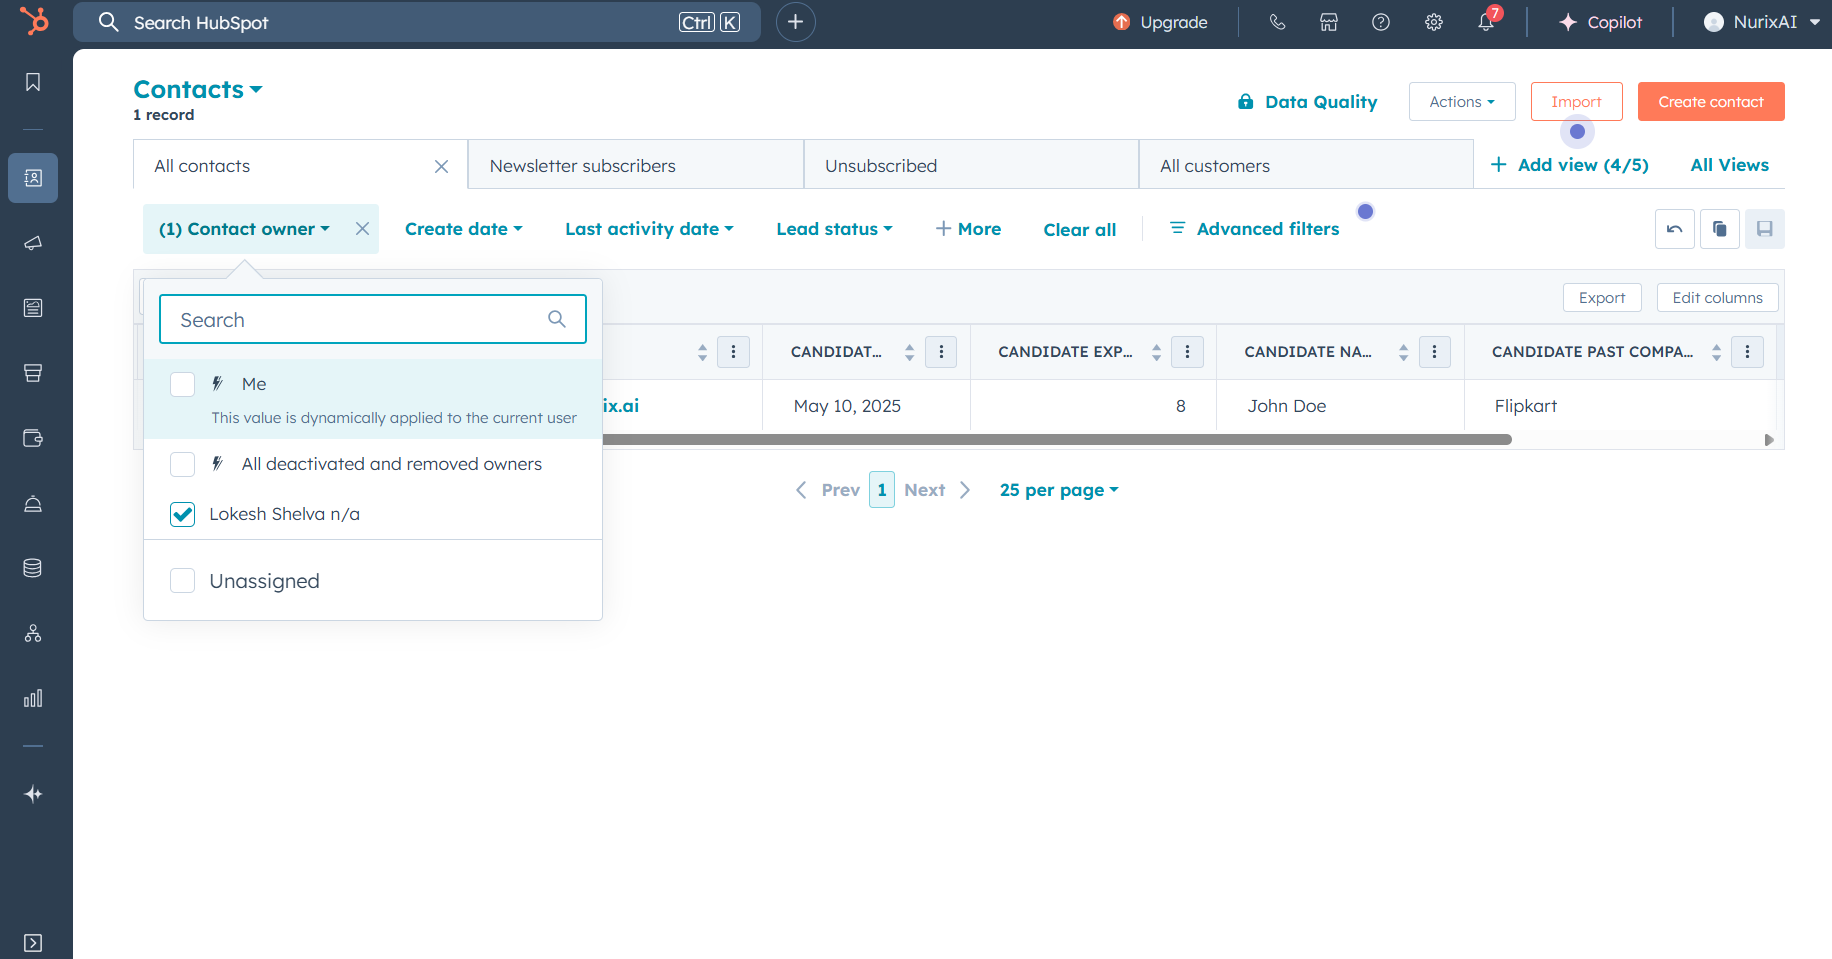 Search HubSpot Ctrl K Upgrade 7 Copilot NurixAI
Contacts
1 record
Data Quality Actions Import Create contact
All contacts Newsletter subscribers Unsubscribed All customers + Add view (4/5) All Views
(1) Contact owner Create date Last activity date Lead status + More Clear all Advanced filters
Export Edit columns
Search
CANDIDAT... CANDIDATE EXP... CANDIDATE NA... CANDIDATE PAST COMPA...
Me
This value is dynamically applied to the current user
ix.ai May 10, 2025 8 John Doe Flipkart
All deactivated and removed owners
Lokesh Shelva n/a
Unassigned
Prev 1 Next 25 per page